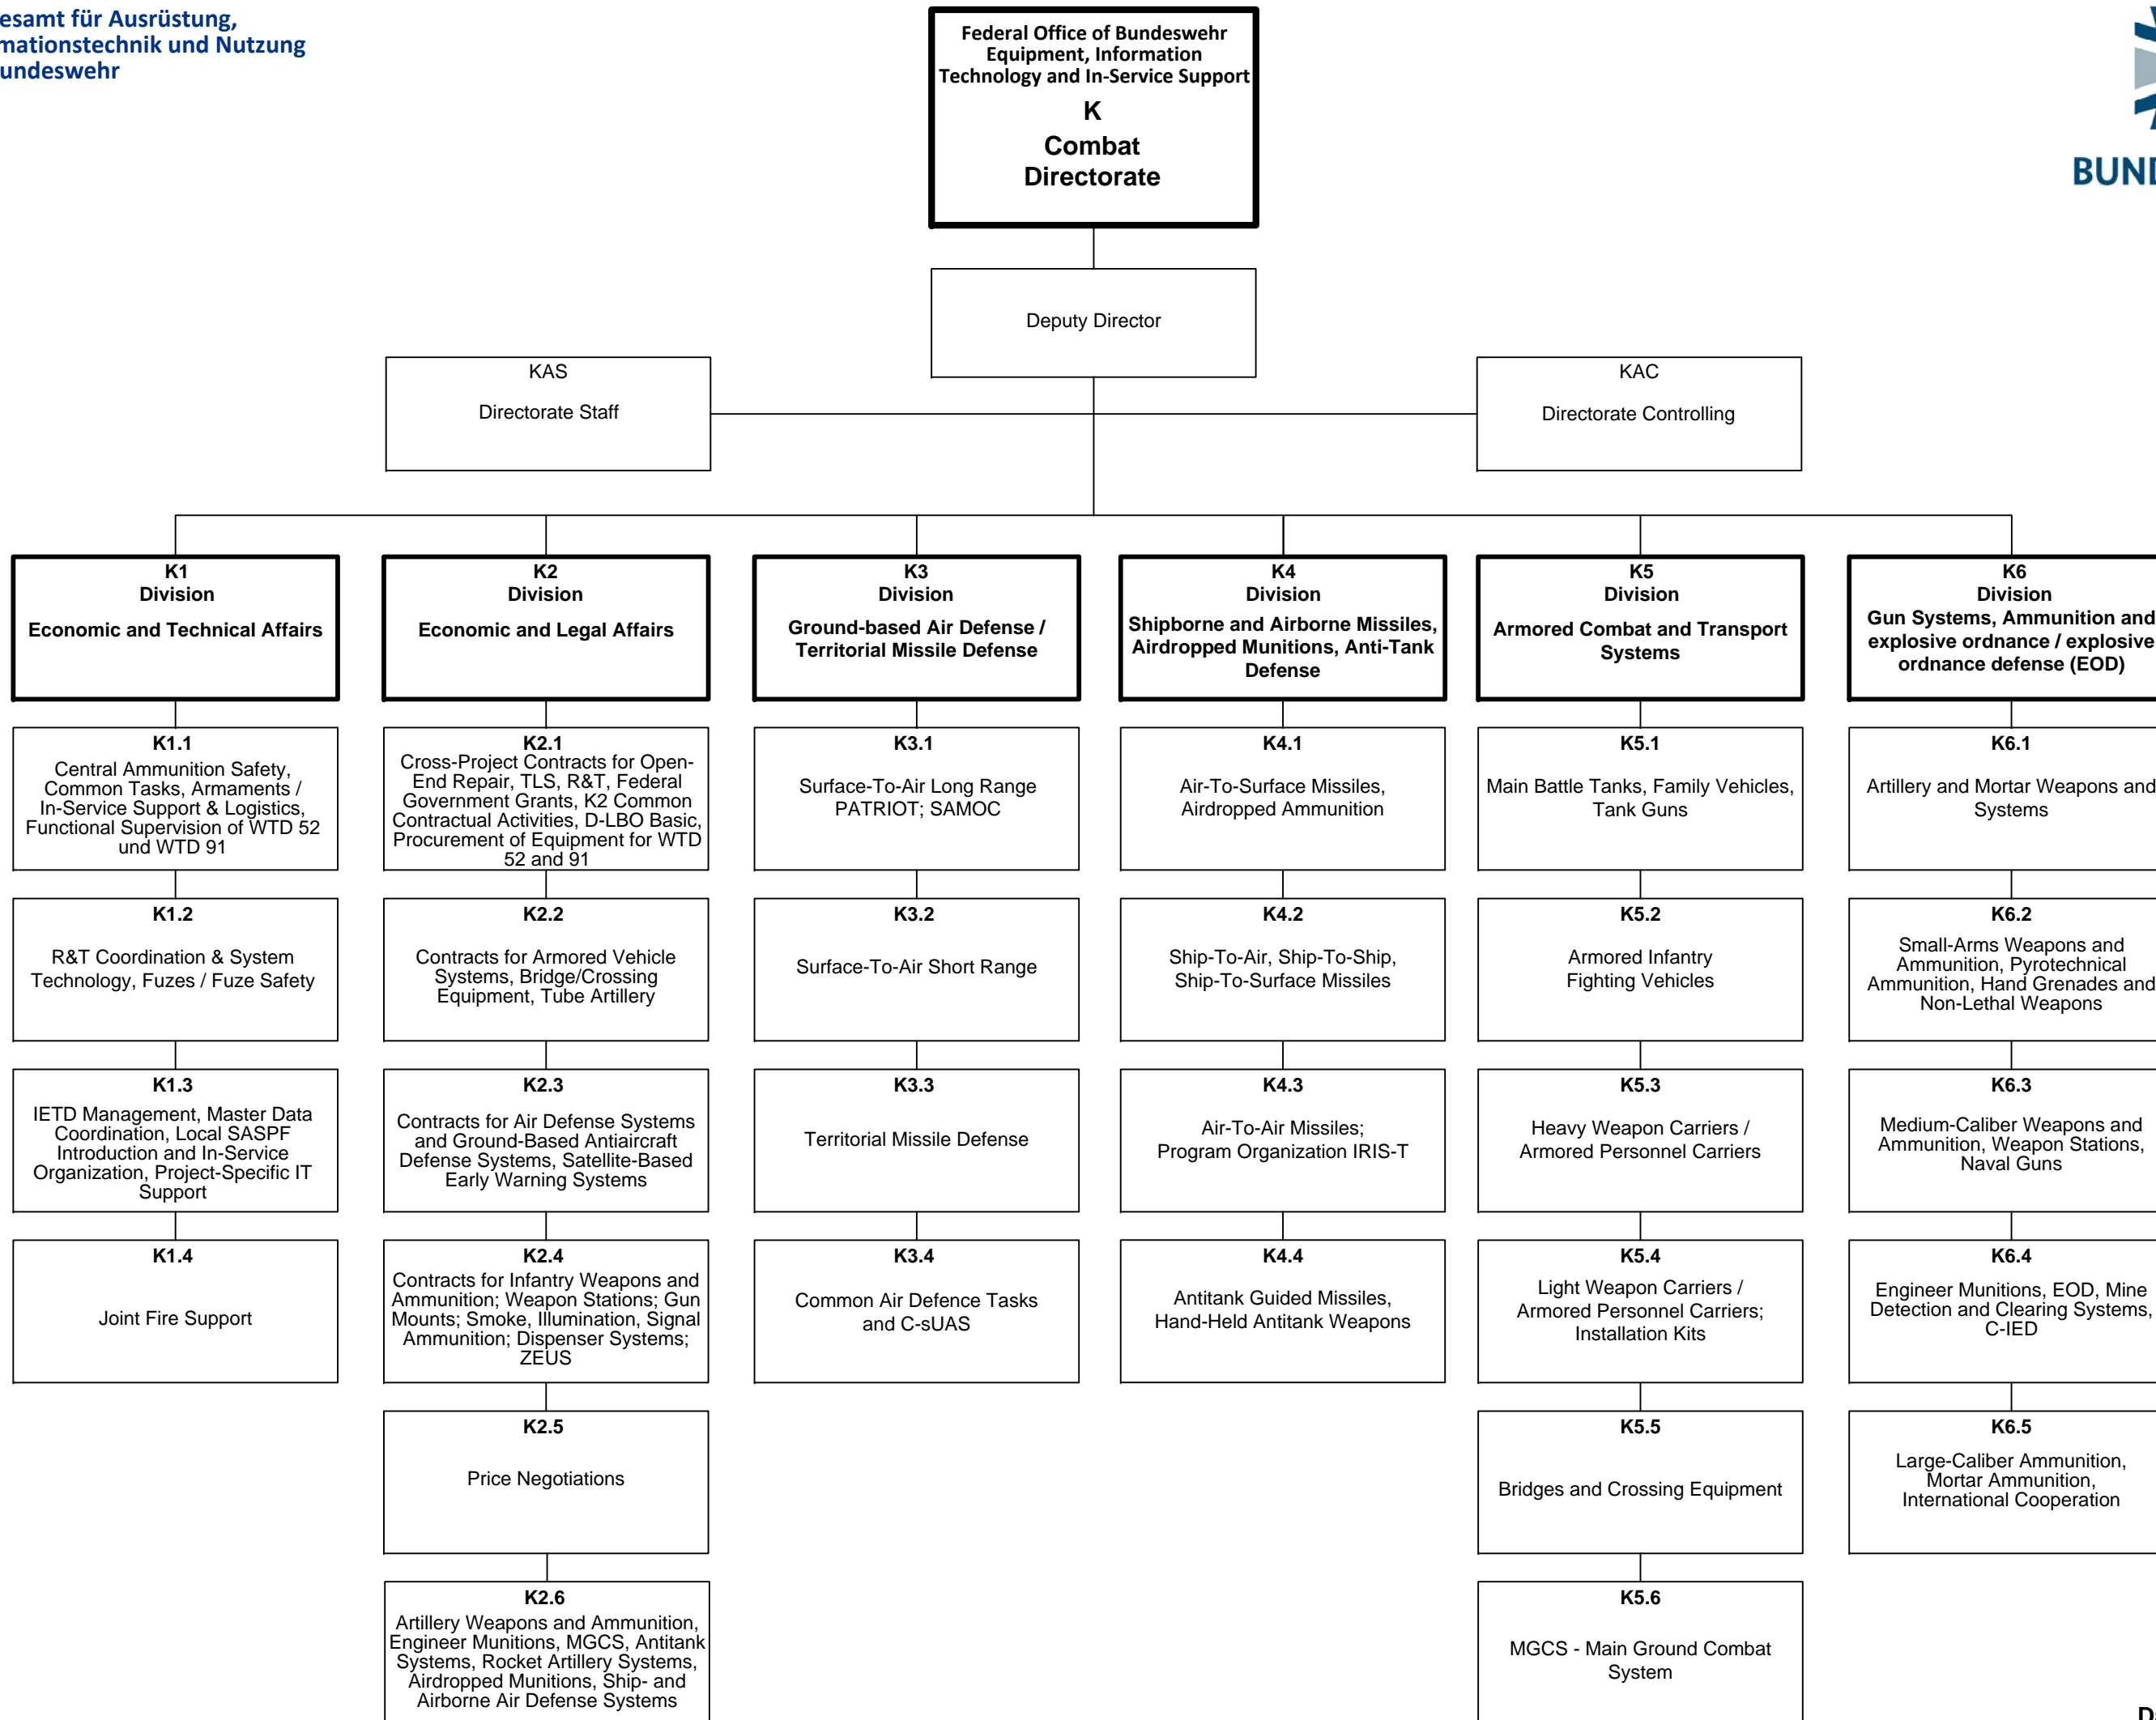 esamt für Ausrüstung,
mationstechnik und Nutzung
undeswehr
Federal Office of Bundeswehr
Equipment, Information
Technology and In-Service Support
K
Combat
Directorate
BUND
Deputy Director
KAS
Directorate Staff
KAC
Directorate Controlling
K1
Division
Economic and Technical Affairs
K2
Division
Economic and Legal Affairs
K3
Division
Ground-based Air Defense /
Territorial Missile Defense
K4
Division
Shipborne and Airborne Missiles,
Airdropped Munitions, Anti-Tank
Defense
K5
Division
Armored Combat and Transport
Systems
K6
Division
Gun Systems, Ammunition and
explosive ordnance / explosive
ordnance defense (EOD)
K1.1
Central Ammunition Safety,
Common Tasks, Armaments /
In-Service Support & Logistics,
Functional Supervision of WTD 52
und WTD 91
K2.1
Cross-Project Contracts for Open-
End Repair, TLS, R&T, Federal
Government Grants, K2 Common
Contractual Activities, D-LBO Basic,
Procurement of Equipment for WTD
52 and 91
K3.1
Surface-To-Air Long Range
PATRIOT; SAMOC
K4.1
Air-To-Surface Missiles,
Airdropped Ammunition
K5.1
Main Battle Tanks, Family Vehicles,
Tank Guns
K6.1
Artillery and Mortar Weapons and
Systems
K1.2
R&T Coordination & System
Technology, Fuzes / Fuze Safety
K2.2
Contracts for Armored Vehicle
Systems, Bridge/Crossing
Equipment, Tube Artillery
K3.2
Surface-To-Air Short Range
K4.2
Ship-To-Air, Ship-To-Ship,
Ship-To-Surface Missiles
K5.2
Armored Infantry
Fighting Vehicles
K6.2
Small-Arms Weapons and
Ammunition, Pyrotechnical
Ammunition, Hand Grenades and
Non-Lethal Weapons
K1.3
IETD Management, Master Data
Coordination, Local SASPF
Introduction and In-Service
Organization, Project-Specific IT
Support
K2.3
Contracts for Air Defense Systems
and Ground-Based Antiaircraft
Defense Systems, Satellite-Based
Early Warning Systems
K3.3
Territorial Missile Defense
K4.3
Air-To-Air Missiles;
Program Organization IRIS-T
K5.3
Heavy Weapon Carriers /
Armored Personnel Carriers
K6.3
Medium-Caliber Weapons and
Ammunition, Weapon Stations,
Naval Guns
K1.4
Joint Fire Support
K2.4
Contracts for Infantry Weapons and
Ammunition; Weapon Stations; Gun
Mounts; Smoke, Illumination, Signal
Ammunition; Dispenser Systems;
ZEUS
K3.4
Common Air Defence Tasks
and C-sUAS
K4.4
Antitank Guided Missiles,
Hand-Held Antitank Weapons
K5.4
Light Weapon Carriers /
Armored Personnel Carriers;
Installation Kits
K6.4
Engineer Munitions, EOD, Mine
Detection and Clearing Systems,
C-IED
K2.5
Price Negotiations
K5.5
Bridges and Crossing Equipment
K6.5
Large-Caliber Ammunition,
Mortar Ammunition,
International Cooperation
K2.6
Artillery Weapons and Ammunition,
Engineer Munitions, MGCS, Antitank
Systems, Rocket Artillery Systems,
Airdropped Munitions, Ship- and
Airborne Air Defense Systems
K5.6
MGCS - Main Ground Combat
System
D